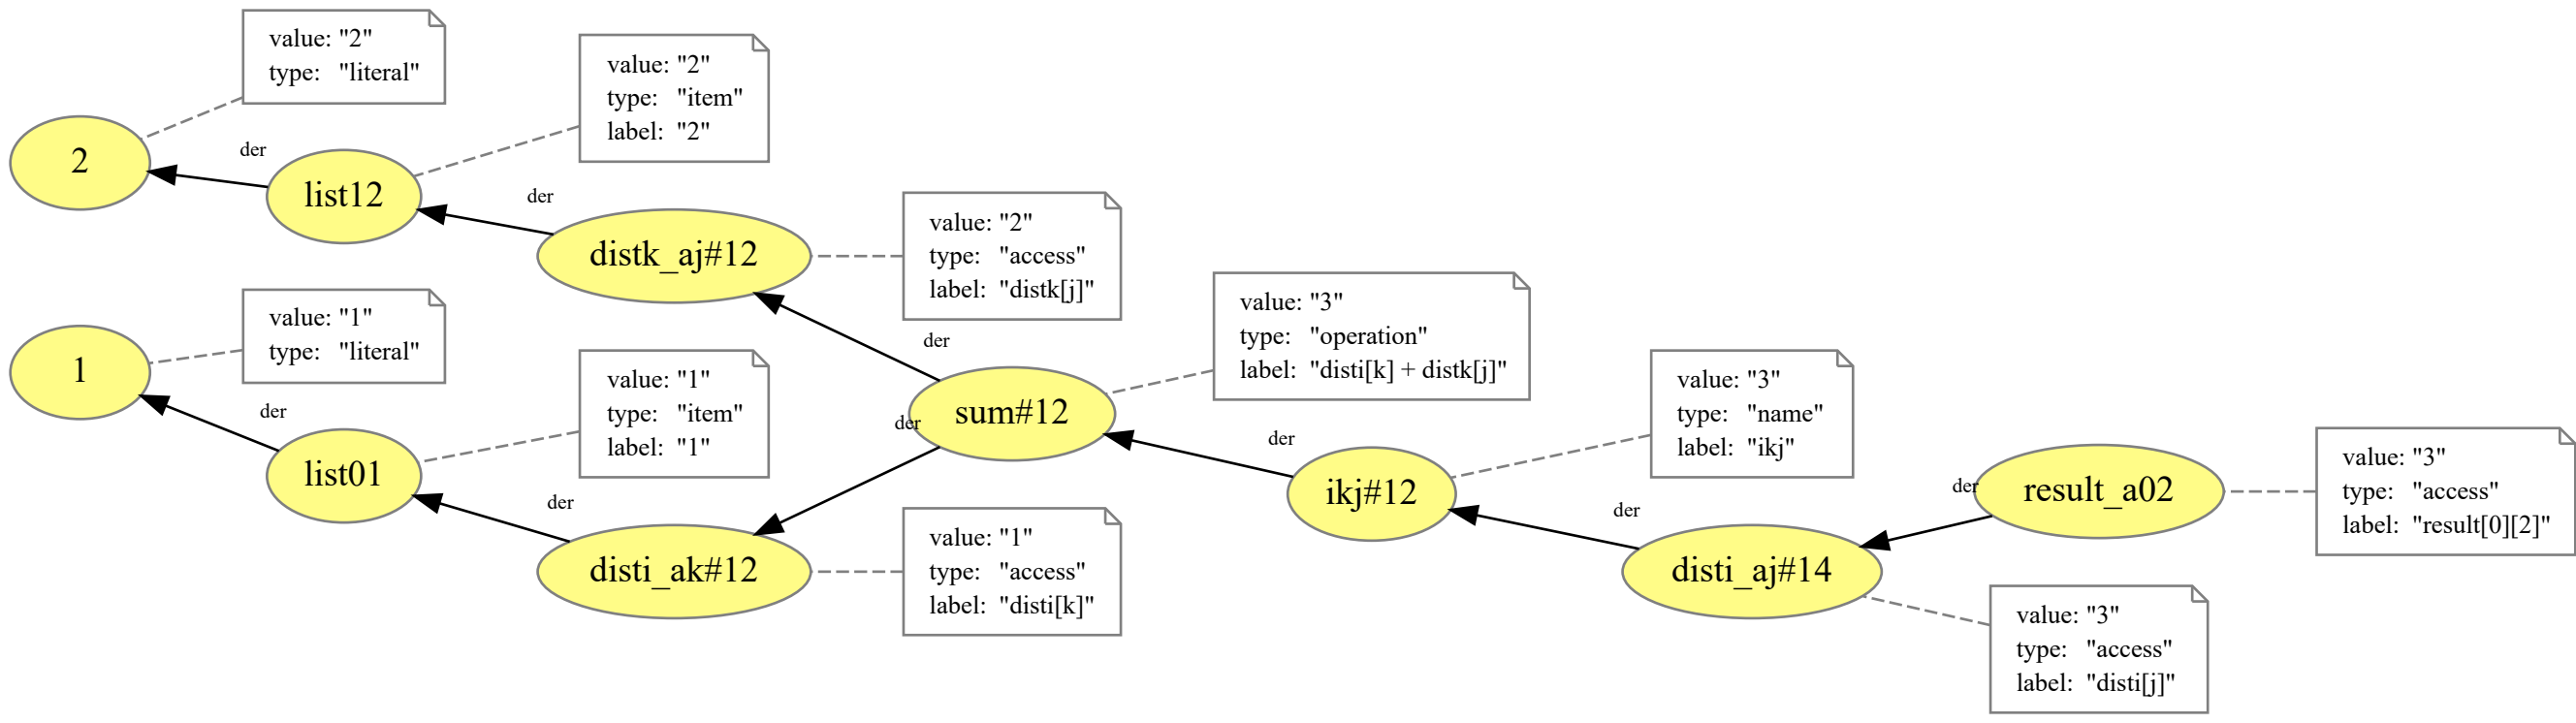 value: "2"
type: "literal"
2
der
value: "2"
type: "item"
label: "2"
list12
der
distk_aj#12
value: "2"
type: "access"
label: "distk[j]"
value: "1"
type: "literal"
1
der
value: "1"
type: "item"
label: "1"
list01
der
disti_ak#12
value: "1"
type: "access"
label: "disti[k]"
der
der
sum#12
value: "3"
type: "operation"
label: "disti[k] + distk[j]"
der
ikj#12
value: "3"
type: "name"
label: "ikj"
der
disti_aj#14
value: "3"
type: "access"
label: "disti[j]"
der
result_a02
value: "3"
type: "access"
label: "result[0][2]"